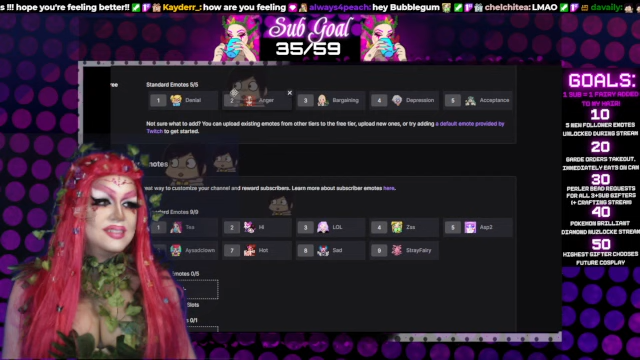 s !!! hope you're feeling better!! Kayderr_: how are you feeling always4peach: hey Bubblegum chelchitea: LMAO davaily:
Sub Goal
35/59
Standard Emotes 5/5
1 Denial 2 Anger 3 Bargaining 4 Depression 5 Acceptance
Not sure what to add? You can upload existing emotes from other tiers to the free tier, upload new ones, or try adding a default emote provided by
Twitch to get started.
way to customize your channel and reward subscribers. Learn more about subscriber emotes here.
Emotes 9/9
1 Tea 2 Hi 3 LOL 4 Zzs 5
7 Hot 8 Sad 9 StrayFairy
Emotes 0/5
Slots
0/1
GOALS:
1 SUB = 1 FAIRY ADDED
TO MY HAIR!
10
5 NEW FOLLOWER EMOTES
UNLOCKED DURING STREAM
20
GARDE ORDERS TAKEOUT,
IMMEDIATELY EATS ON CAM
30
PERLER BEAD REQUESTS
FOR ALL 3+SUB GIFTERS
(+ CRAFTING STREAM)
40
POKEMON BRILLIANT
DIAMOND NUZLOCKE STREAM
50
HIGHEST GIFTER CHOOSES
FUTURE COSPLAY